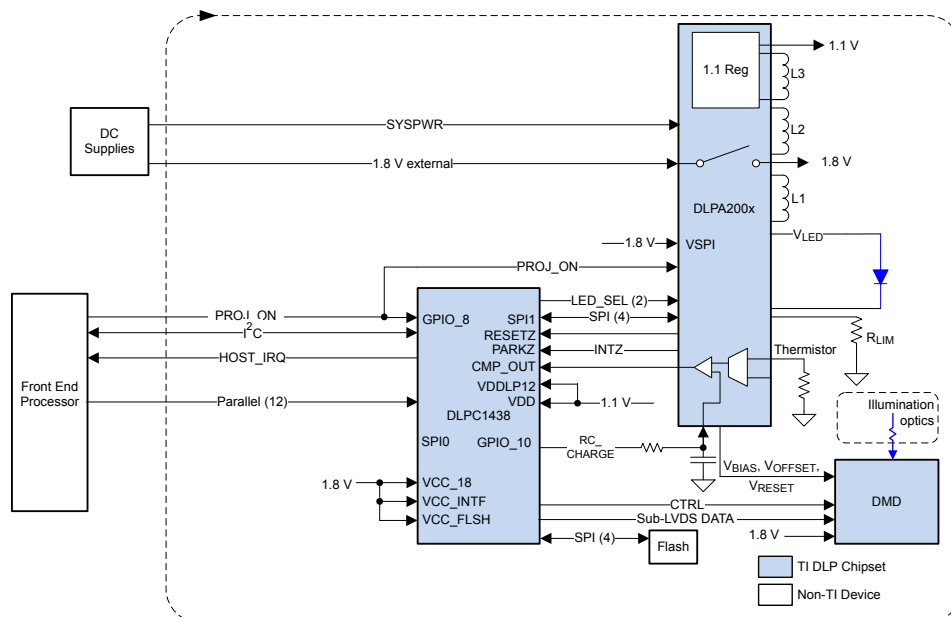 1.1 V
1.1 Reg
L3
DC
Supplies
SYSPWR
L2
1.8 V external
1.8 V
DLPA200x
L1
1.8 V
VSPI
VLED
PROJ_ON
Front End
Processor
PROJ_ON
I2C
HOST_IRQ
Parallel (12)
GPIO_8
SPI1
RESETZ
PARKZ
CMP_OUT
VDDLP12
VDD
DLPC1438
SPI0
GPIO_10
VCC_18
VCC_INTF
VCC_FLSH
1.8 V
LED_SEL (2)
SPI (4)
INTZ
1.1 V
RC_
CHARGE
Thermistor
RLIM
Illumination
optics
VBIAS, VOFFSET,
VRESET
CTRL
Sub-LVDS DATA
1.8 V
DMD
SPI (4)
Flash
TI DLP Chipset
Non-TI Device